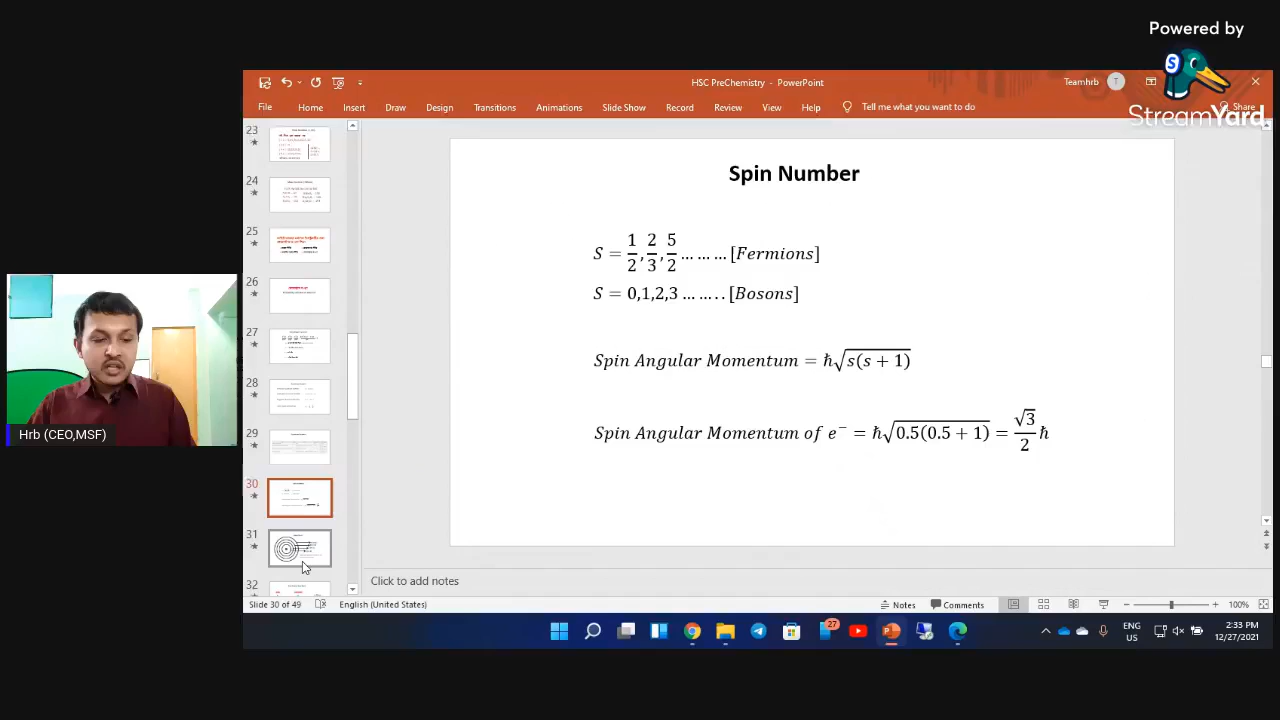 Powered by
StreamYard
HSC PreChemistry - PowerPoint
Teamhrb
T
File Home Insert Draw Design Transitions Animations Slide Show Record Review View Help Tell me what you want to do
Share
23
24
25
26
27
28
29
30
31
32
Spin Number
S = 1/2, 2/3, 5/2 ... ... ... [Fermions]
S = 0,1,2,3 ... ... .. [Bosons]
Spin Angular Momentum = ℏ√s(s + 1)
Spin Angular Momentum of e⁻ = ℏ√0.5(0.5 + 1) = √3/2 ℏ
Hrb (CEO,MSF)
Click to add notes
Slide 30 of 49 English (United States) Notes Comments 100%
27
ENG
US
2:33 PM
12/27/2021